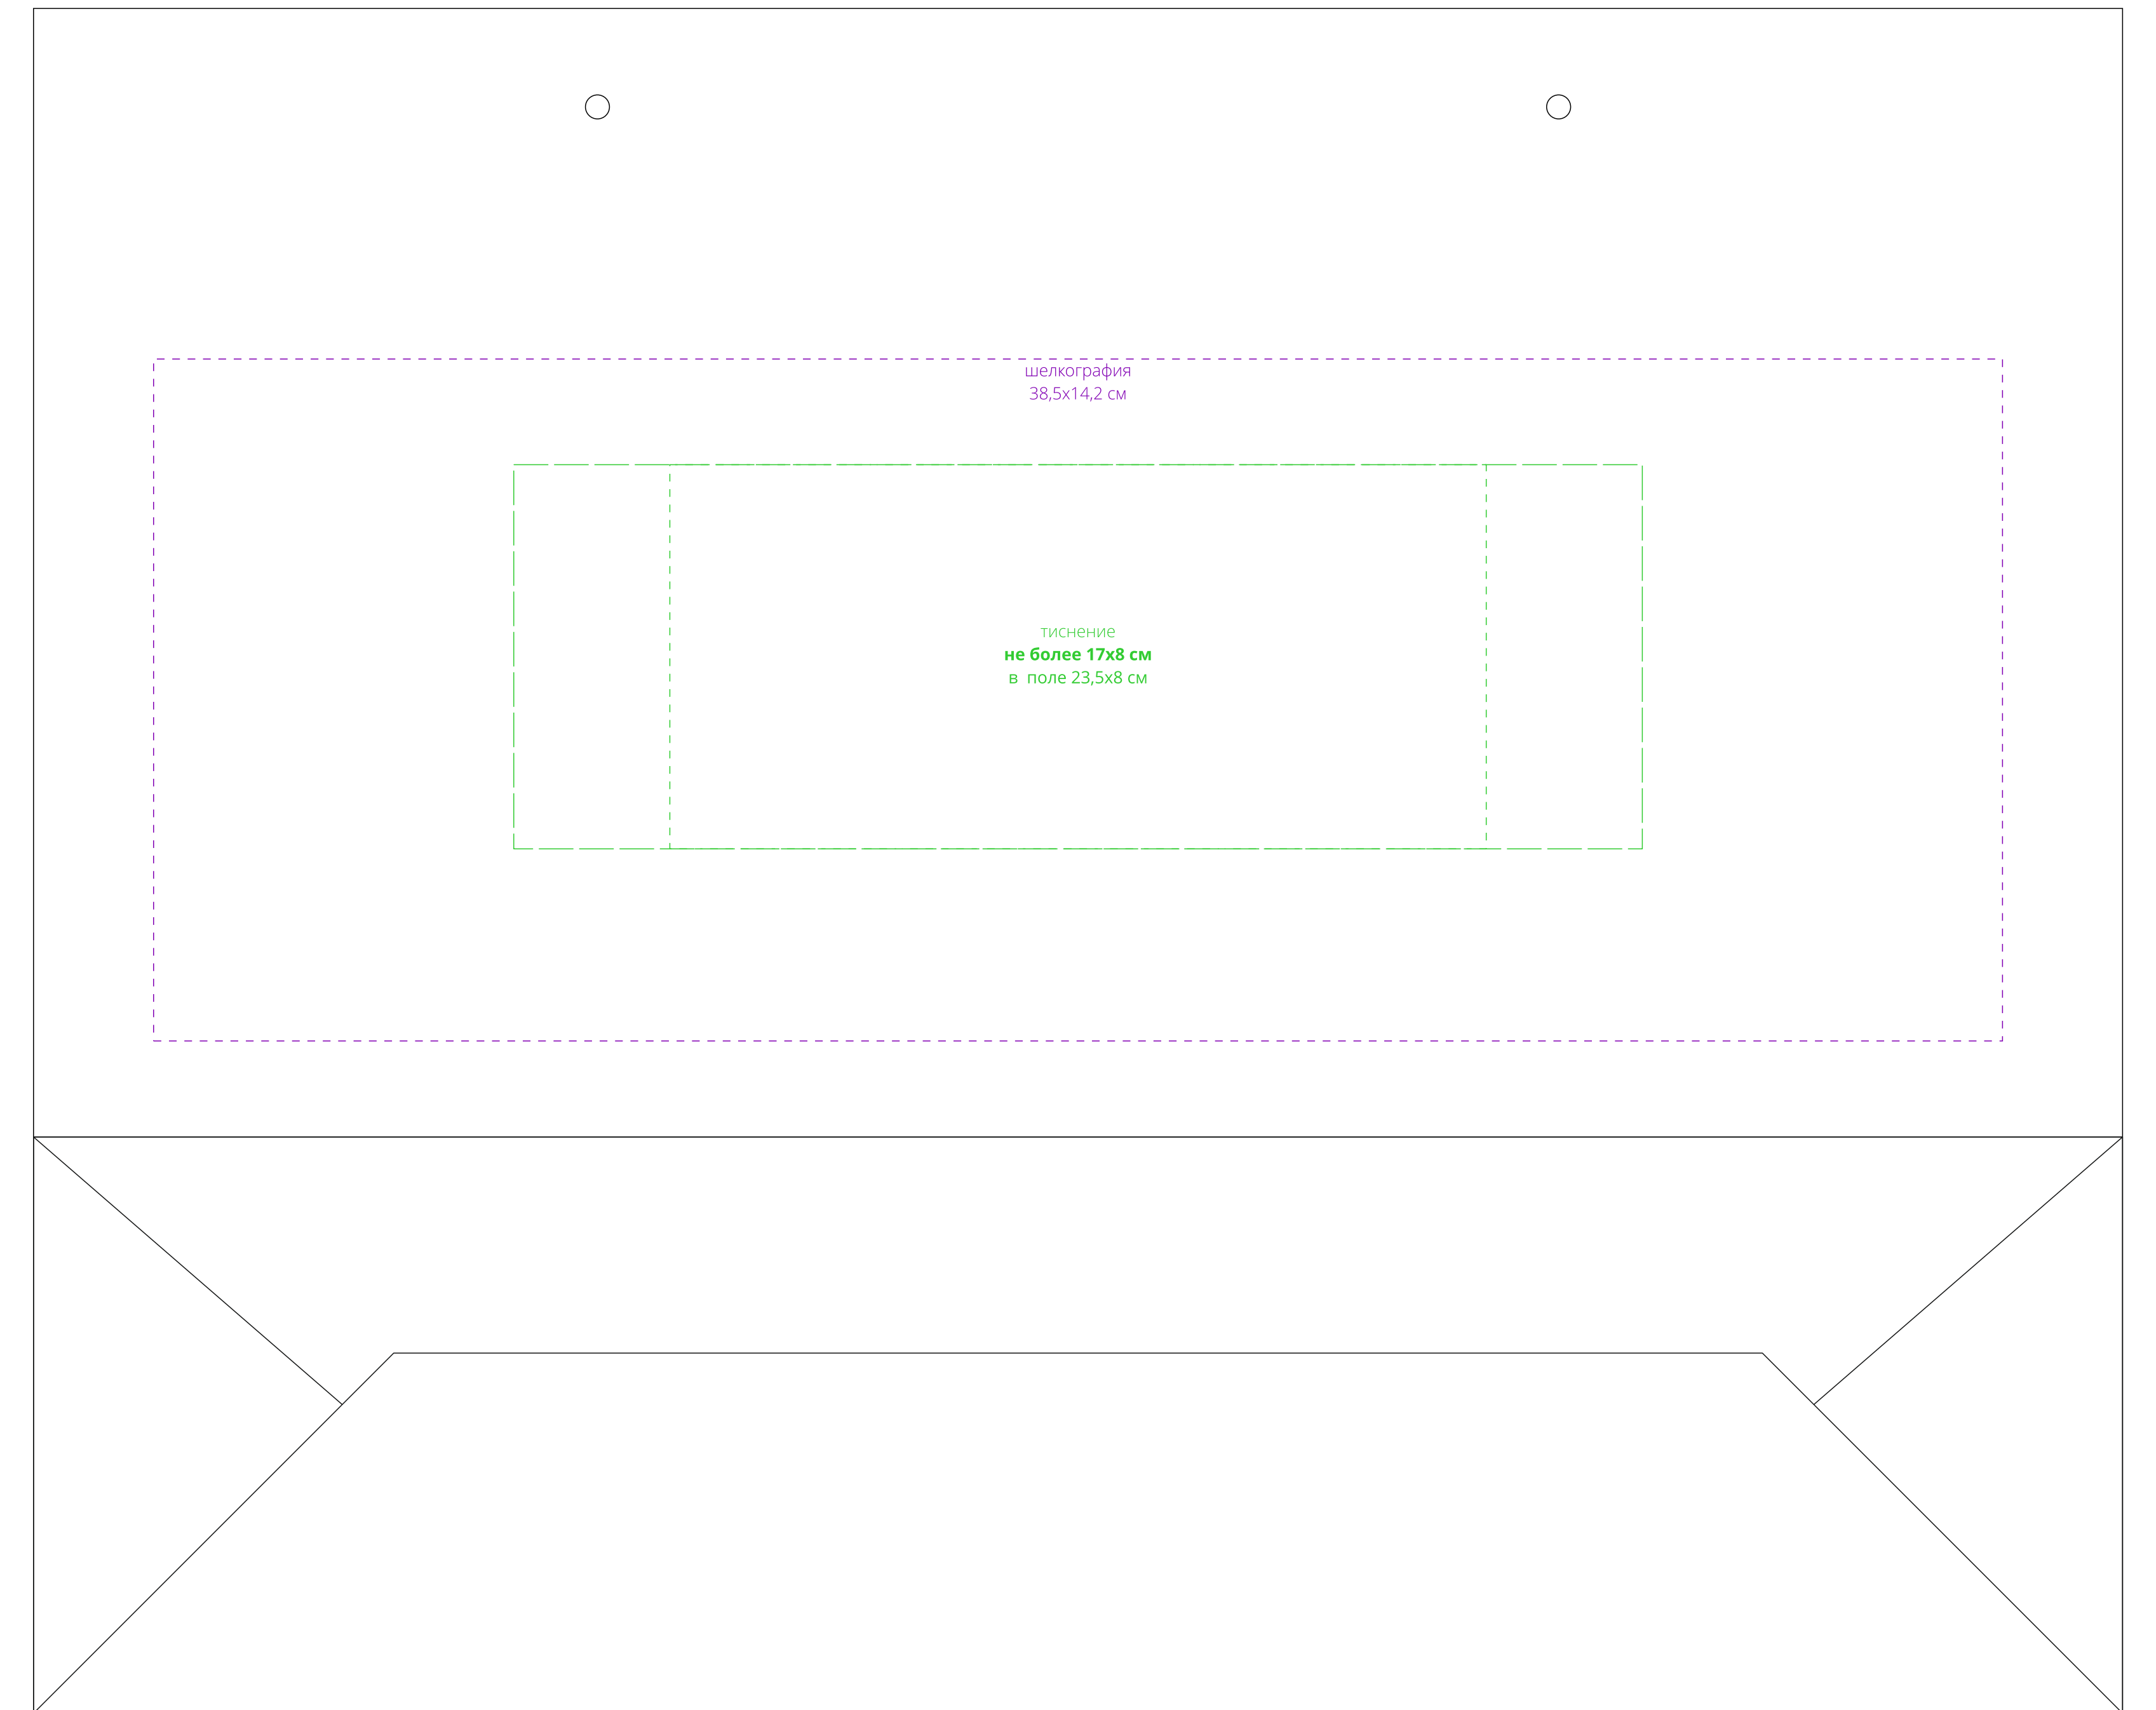 шелкография
38,5х14,2 см
тиснение
не более 17х8 см
в поле 23,5х8 см